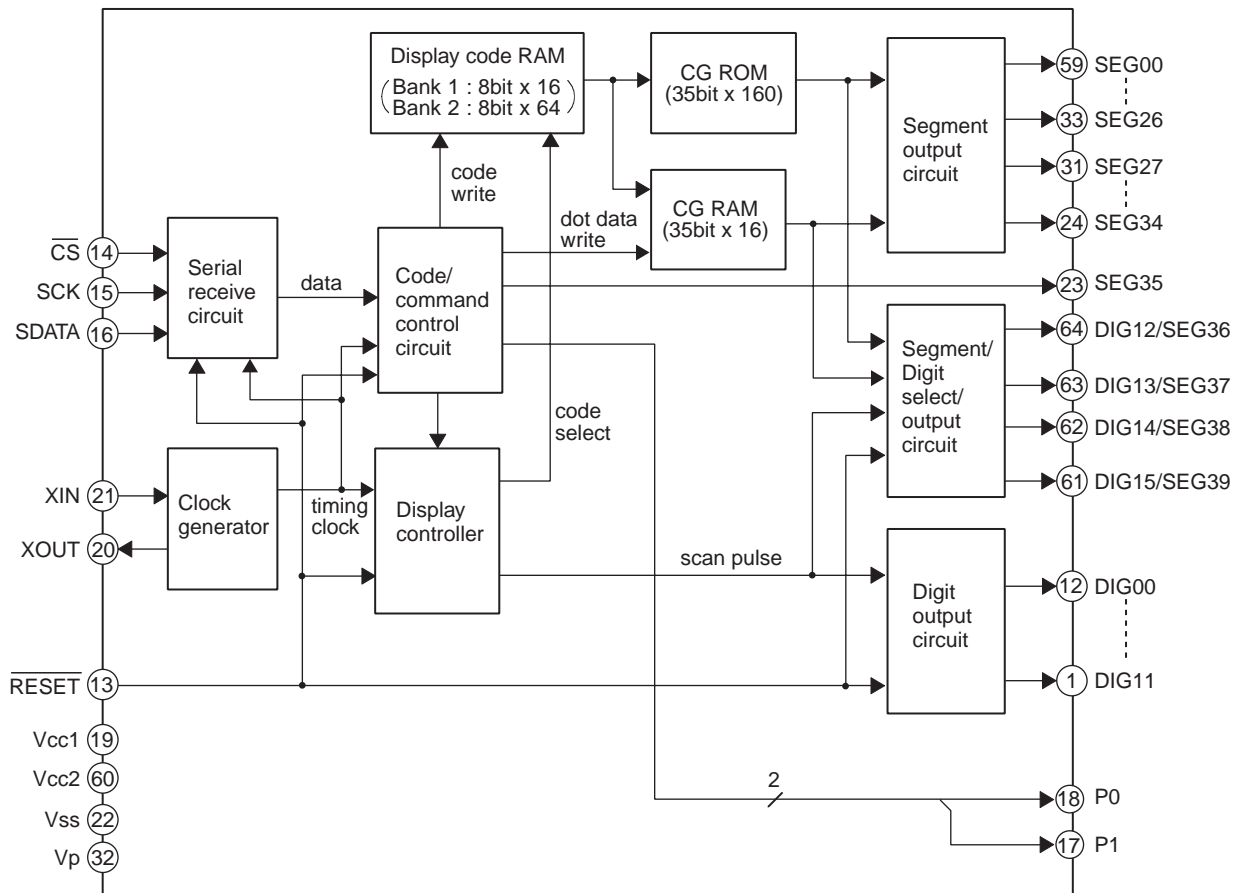 Display code RAM
(Bank 1 : 8bit x 16
Bank 2 : 8bit x 64)
CG ROM
(35bit x 160)
Segment
output
circuit
59 SEG00
33 SEG26
31 SEG27
24 SEG34
code
write
dot data
write
CG RAM
(35bit x 16)
CS 14
SCK 15
SDATA 16
Serial
receive
circuit
data
Code/
command
control
circuit
23 SEG35
Segment/
Digit
select/
output
circuit
64 DIG12/SEG36
63 DIG13/SEG37
62 DIG14/SEG38
61 DIG15/SEG39
code
select
XIN 21
XOUT 20
Clock
generator
timing
clock
Display
controller
scan pulse
Digit
output
circuit
12 DIG00
1 DIG11
RESET 13
Vcc1 19
Vcc2 60
Vss 22
Vp 32
2
18 P0
17 P1